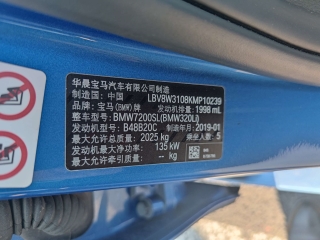 华晨宝马汽车有限公司制造
制造国：中国 LBV8W3108KMP10239
品牌：宝马(BMW)牌 发动机排量：1998 mL
整车型号：BMW7200SL(BMW320Li)
发动机型号：B48B20C 制造年月：2019-01
最大允许总质量：2025 kg 乘坐人数：5
发动机最大净功率：135 kW
最大允许牵引质量：-- kg